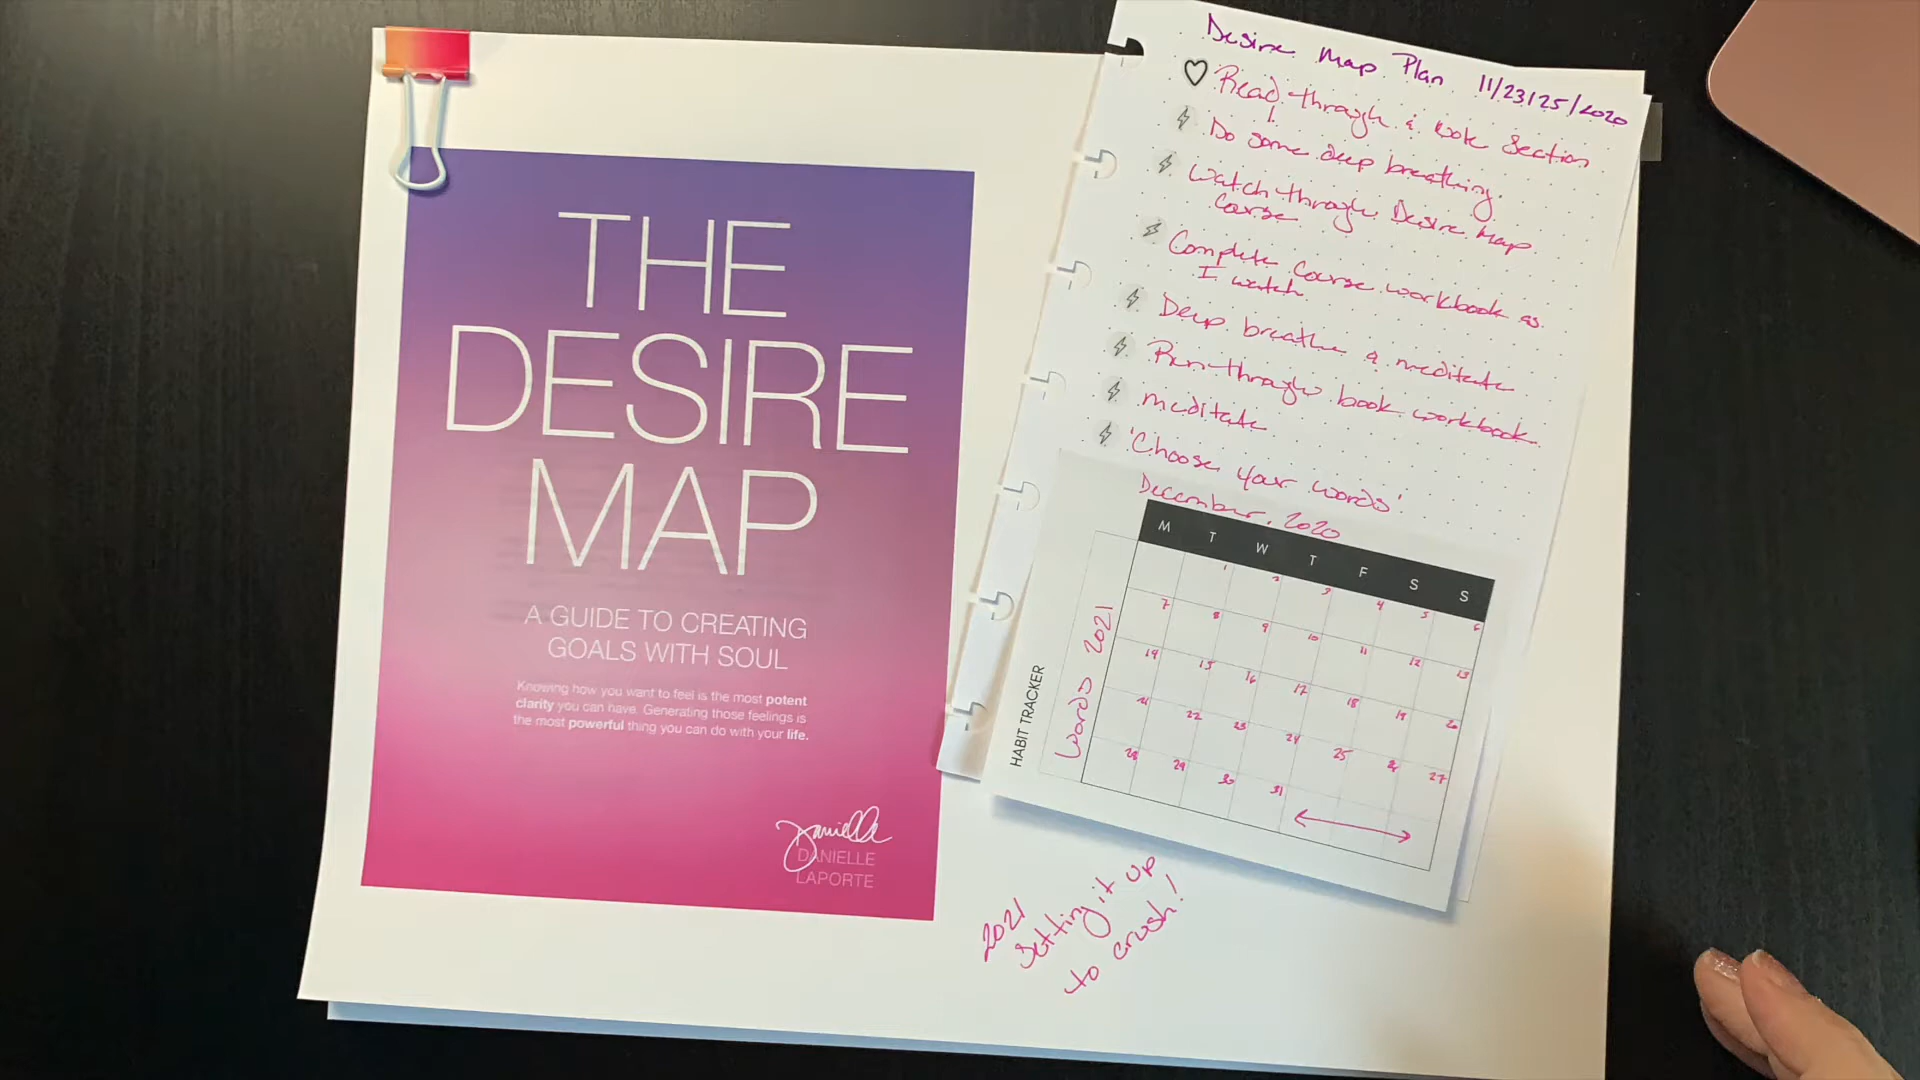 THE
DESIRE
MAP
A GUIDE TO CREATING
GOALS WITH SOUL
Knowing how you want to feel is the most potent
clarity you can have. Generating those feelings is
the most powerful thing you can do with your life.
Danielle
DANIELLE
LAPORTE
Desire Map Plan 11/23/25/2020
Read through & book Section
Do some deep breathing.
Watch through Desire Map
Course
Complete Course workbook as
I watch
Deep breathe & meditate
Run-through book workbook
meditate
'Choose your words'
December, 2020
M T W T F S S
1 2 3 4 5 6
7 8 9 10 11 12 13
14 15 16 17 18 19 20
21 22 23 24 25 26 27
28 29 30 31
HABIT TRACKER
Words 2021
2021
Setting it up
to crush!